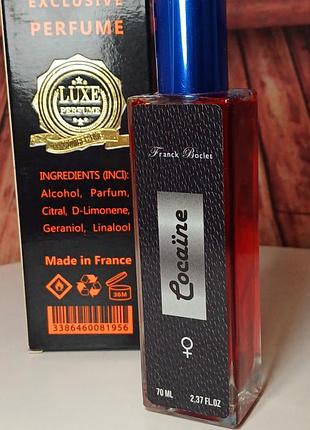 EXCLUSIVE
PERFUME
LUXE
PERFUME
INGREDIENTS (INCI):
Alcohol, Parfum,
Citral, D-Limonene,
Geraniol, Linalool
Made in France
36M
3386460081956
Franck Boclet
Cocaïne
70 ML
2,37 FL.OZ